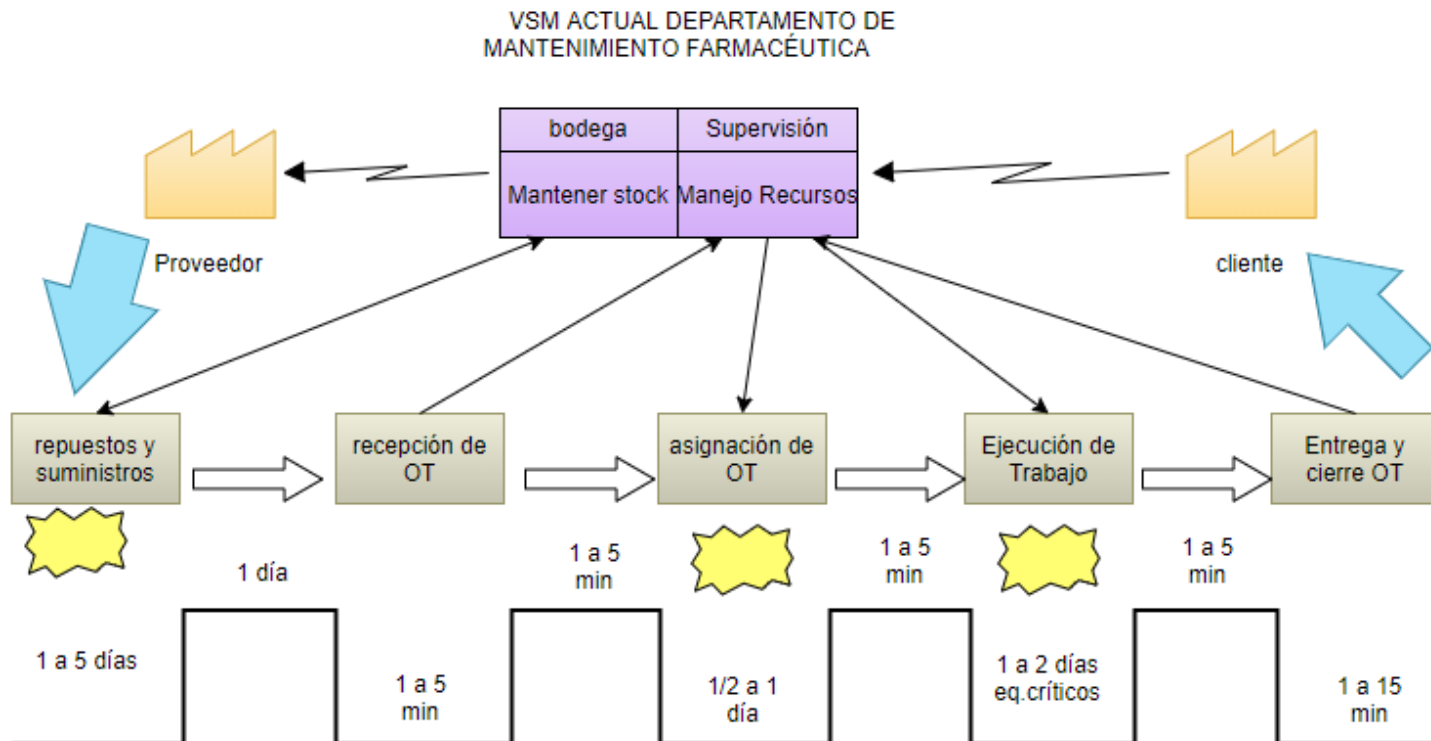 VSM ACTUAL DEPARTAMENTO DE
MANTENIMIENTO FARMACÉUTICA
bodega
Supervisión
Mantener stock
Manejo Recursos
Proveedor
cliente
repuestos y
suministros
recepción de
OT
asignación de
OT
Ejecución de
Trabajo
Entrega y
cierre OT
1 día
1 a 5
min
1 a 5
min
1 a 5
min
1 a 5 días
1 a 5
min
1/2 a 1
día
1 a 2 días
eq.críticos
1 a 15
min